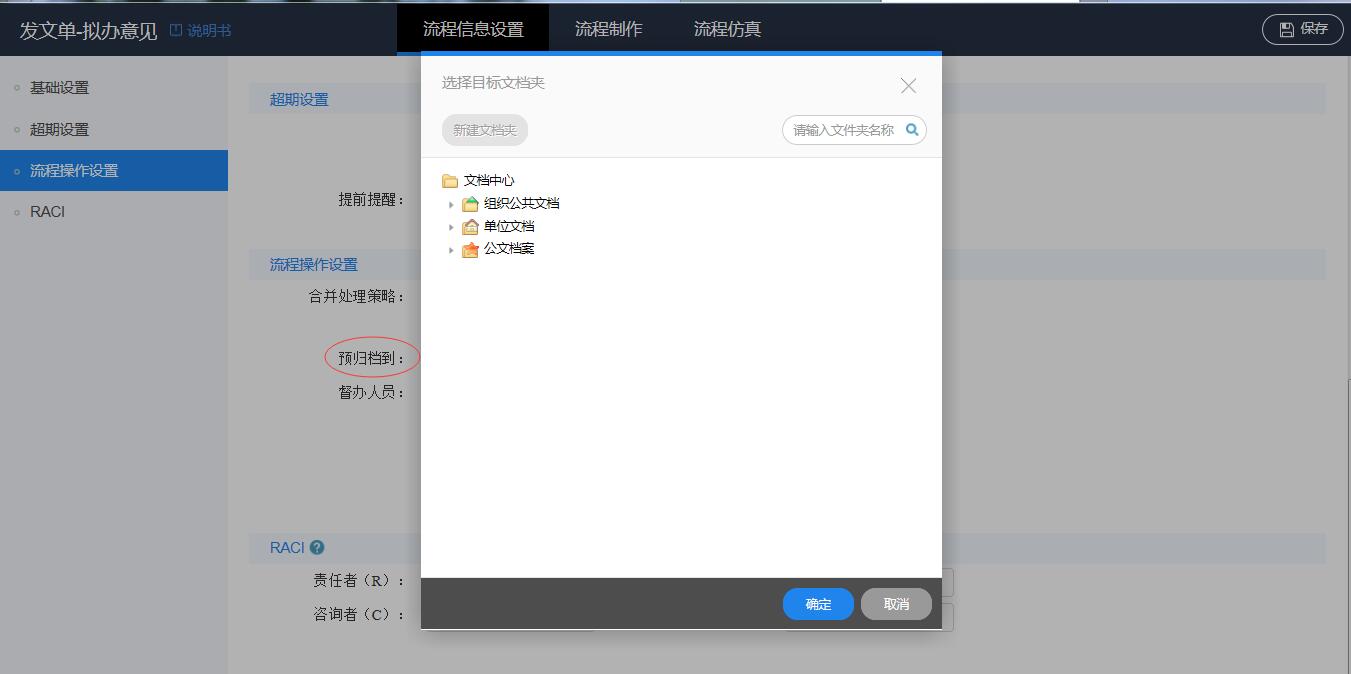 发文单-拟办意见 说明书
流程信息设置 流程制作 流程仿真
保存
基础设置
超期设置
流程操作设置
RACI
超期设置
提前提醒：
流程操作设置
合并处理策略：
预归档到：
督办人员：
RACI ?
责任者（R）：
咨询者（C）：
选择目标文档夹
新建文档夹
请输入文件夹名称
文档中心
组织公共文档
单位文档
公文档案
确定 取消